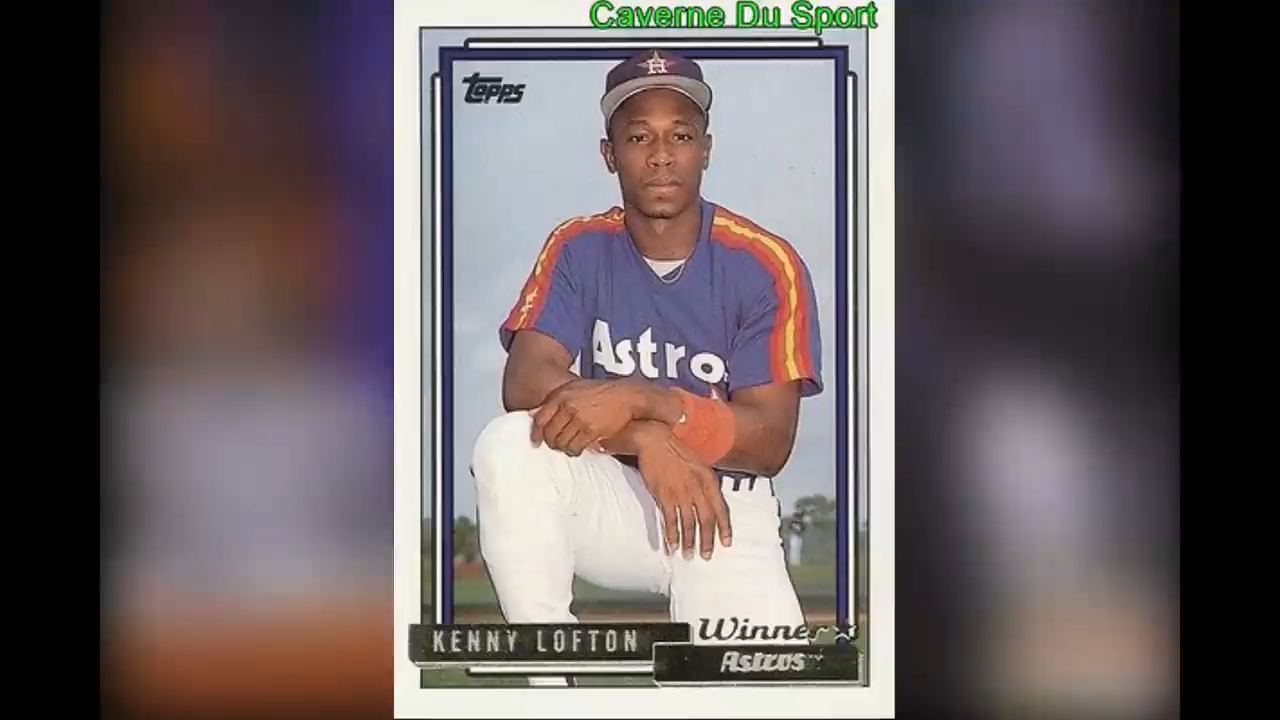 Caverne Du Sport
Topps
Astros
KENNY LOFTON
Winner
Astros